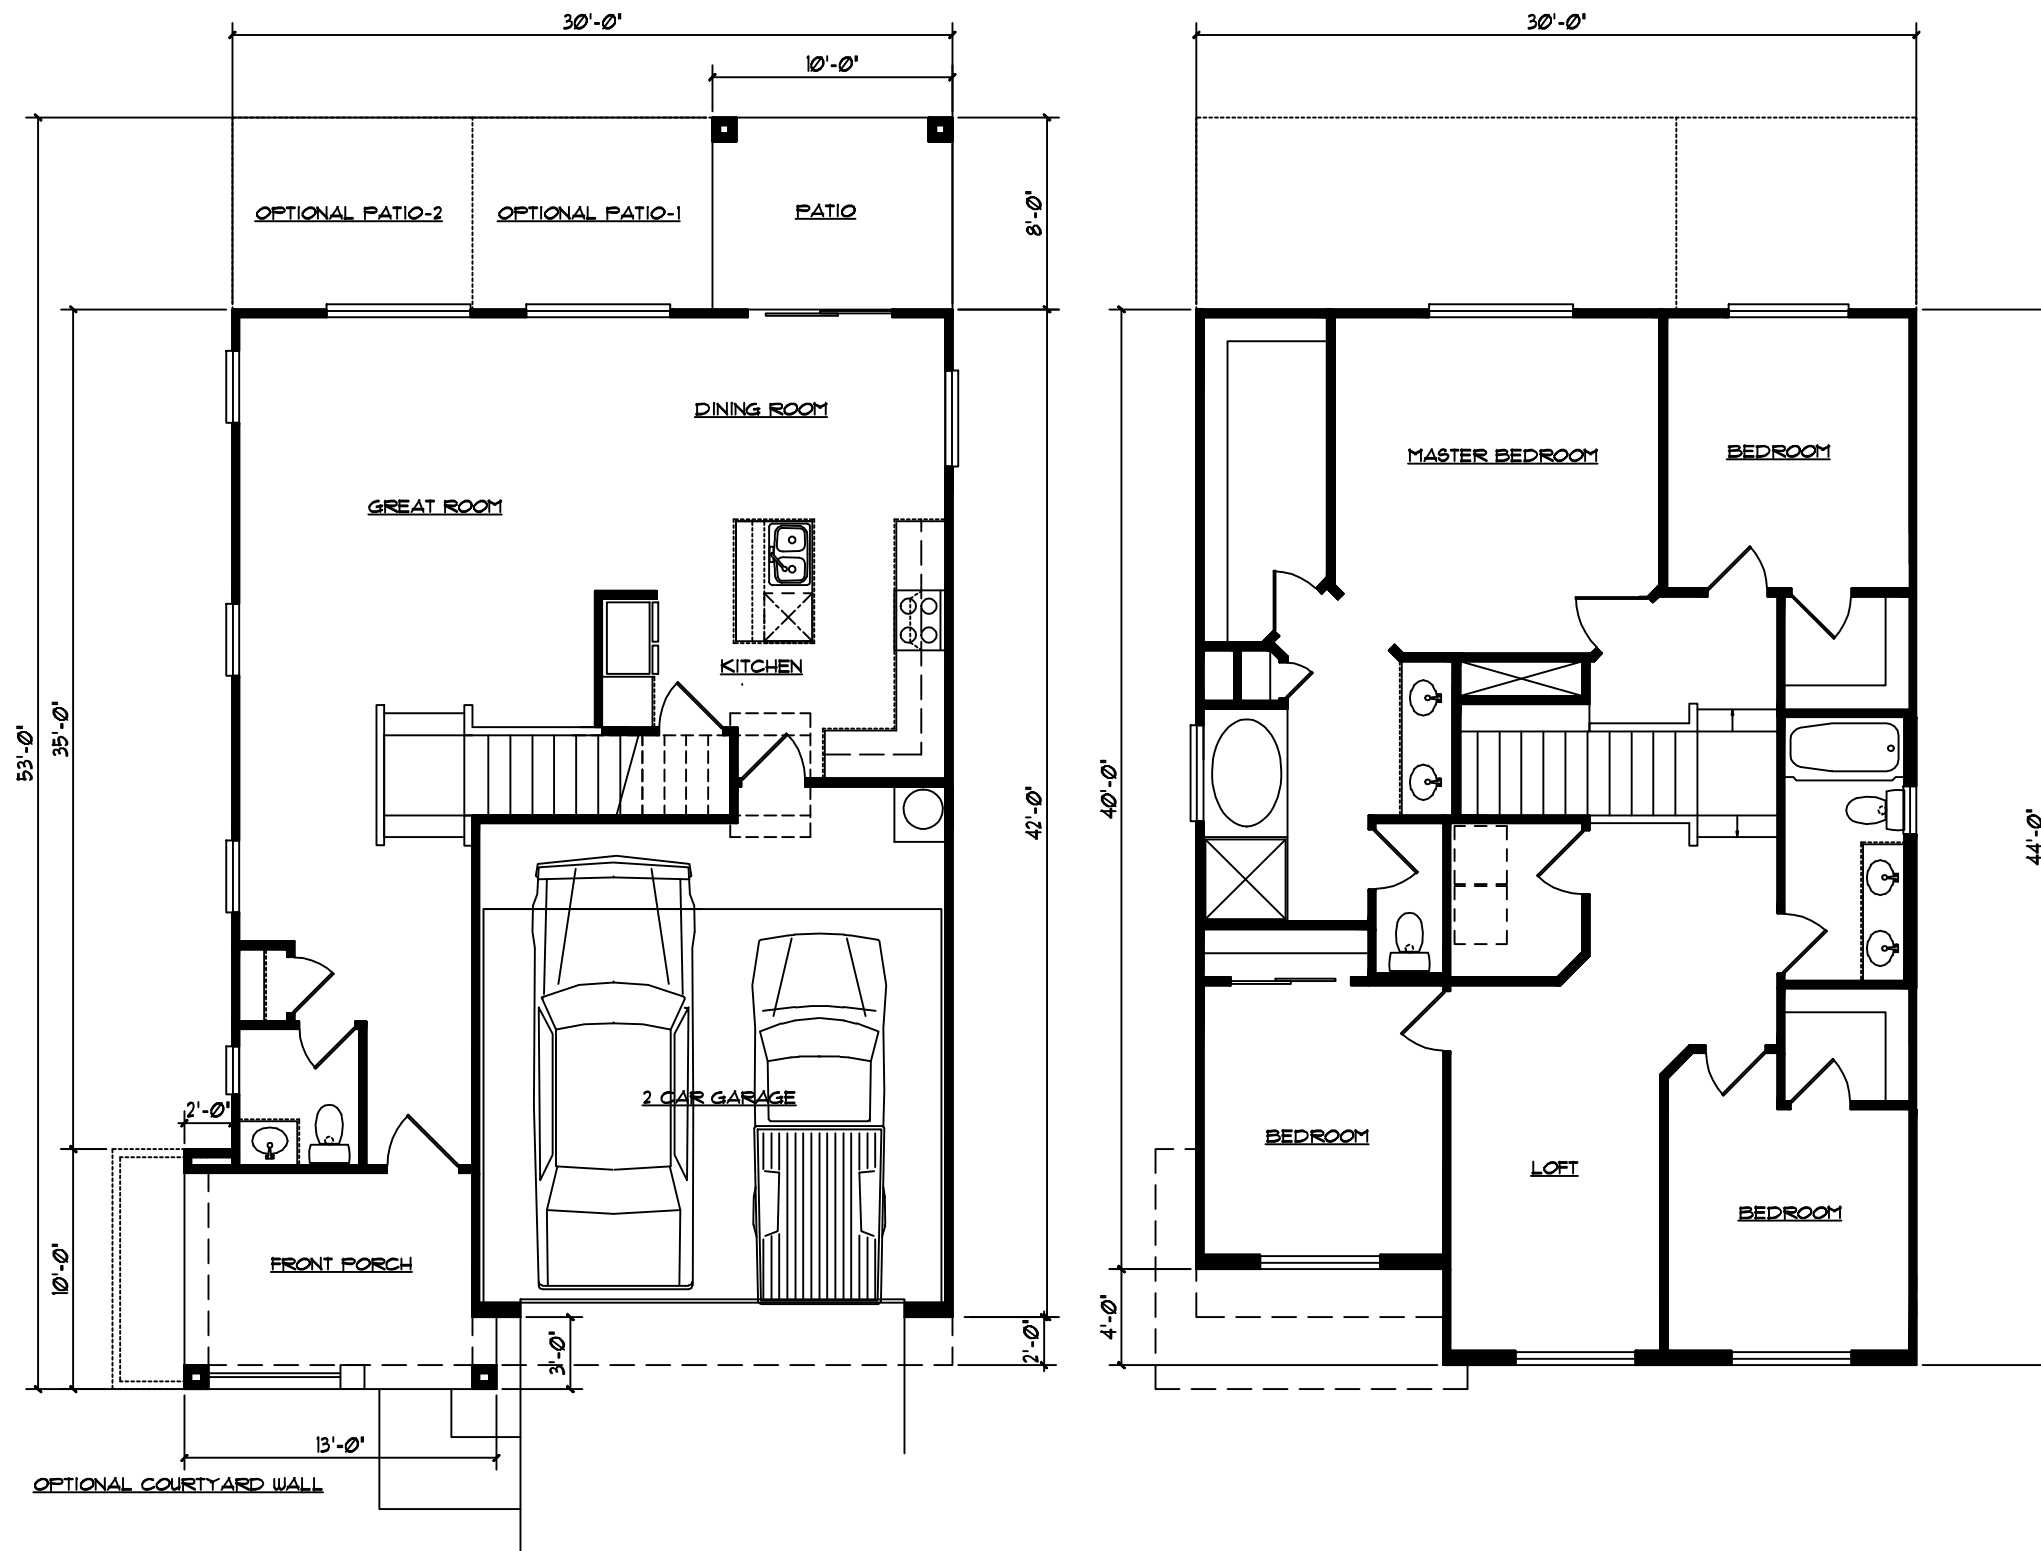 30'-0"
30'-0"
10'-0"
OPTIONAL PATIO-2
OPTIONAL PATIO-1
PATIO
8'-0"
DINING ROOM
GREAT ROOM
KITCHEN
MASTER BEDROOM
BEDROOM
53'-0"
35'-0"
42'-0"
40'-0"
44'-0"
2'-0"
2 CAR GARAGE
BEDROOM
LOFT
BEDROOM
10'-0"
FRONT PORCH
3'-0"
2'-0"
4'-0"
13'-0"
OPTIONAL COURTYARD WALL